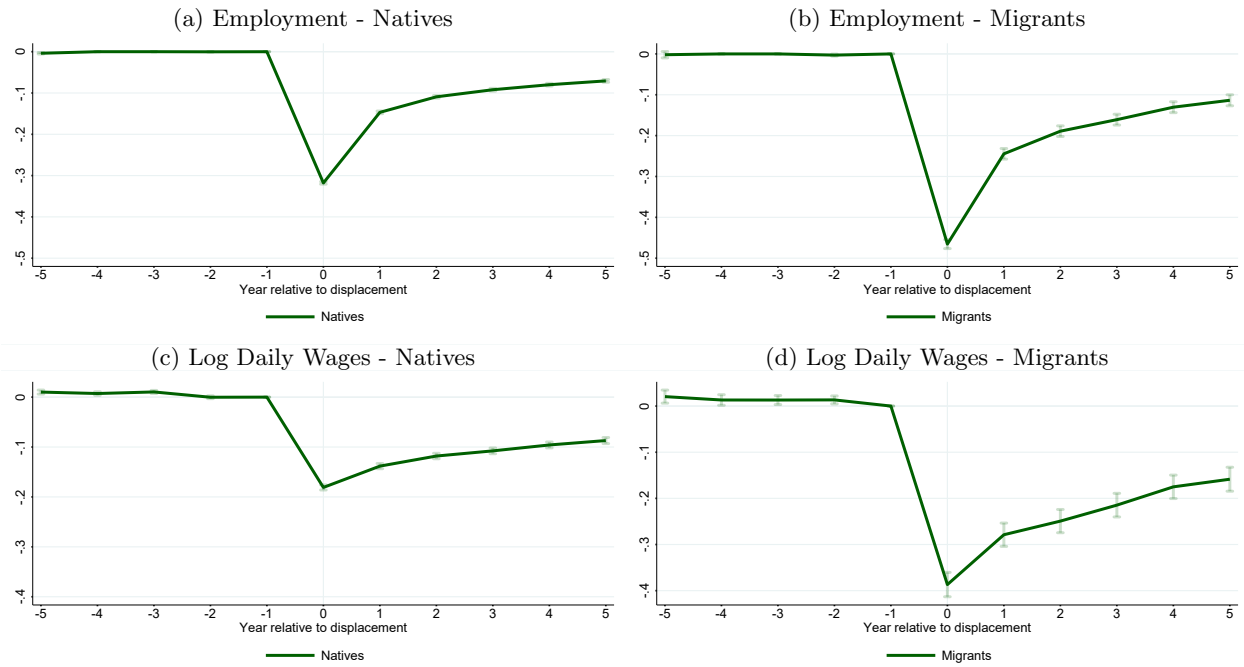 (a) Employment - Natives
0
-.1
-.2
-.3
-.4
-.5
-5 -4 -3 -2 -1 0 1 2 3 4 5
Year relative to displacement
Natives
(b) Employment - Migrants
0
-.1
-.2
-.3
-.4
-.5
-5 -4 -3 -2 -1 0 1 2 3 4 5
Year relative to displacement
Migrants
(c) Log Daily Wages - Natives
0
-.1
-.2
-.3
-.4
-5 -4 -3 -2 -1 0 1 2 3 4 5
Year relative to displacement
Natives
(d) Log Daily Wages - Migrants
0
-.1
-.2
-.3
-.4
-5 -4 -3 -2 -1 0 1 2 3 4 5
Year relative to displacement
Migrants